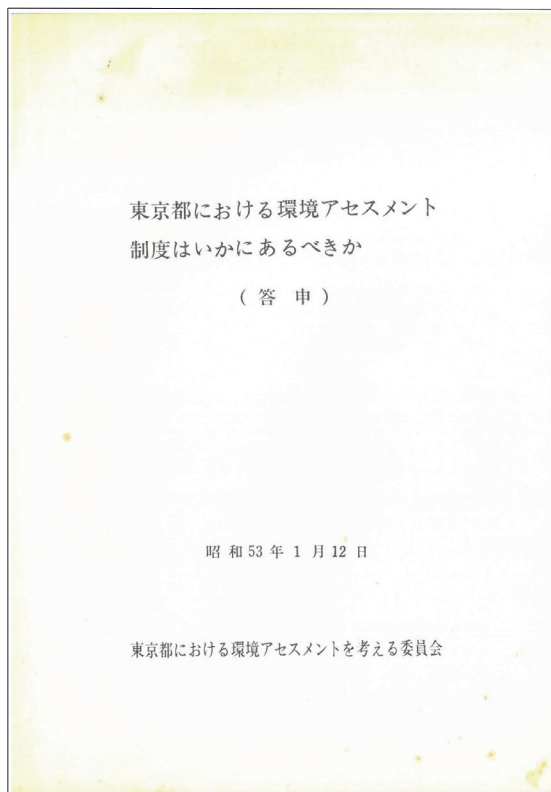 東京都における環境アセスメント
制度はいかにあるべきか
(答申)
昭和53年1月12日
東京都における環境アセスメントを考える委員会